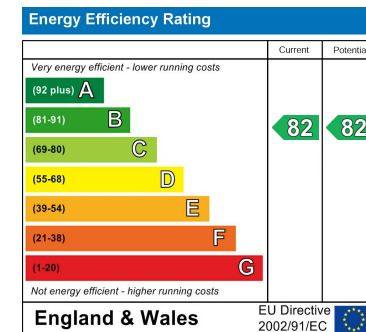 Energy Efficiency Rating
Current Potentia
Very energy efficient - lower running costs
(92 plus) A
(81-91) B
82 82
(69-80) C
(55-68) D
(39-54) E
(21-38) F
(1-20) G
Not energy efficient - higher running costs
England & Wales
EU Directive
2002/91/EC